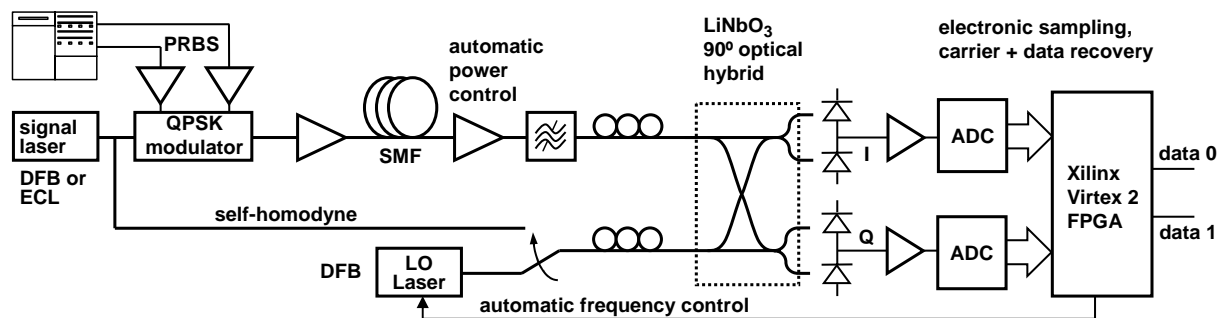 PRBS
signal
laser
DFB or
ECL
QPSK
modulator
SMF
automatic
power
control
LiNbO3
90º optical
hybrid
electronic sampling,
carrier + data recovery
I
ADC
Xilinx
Virtex 2
FPGA
data 0
data 1
Q
ADC
self-homodyne
DFB
LO
Laser
automatic frequency control